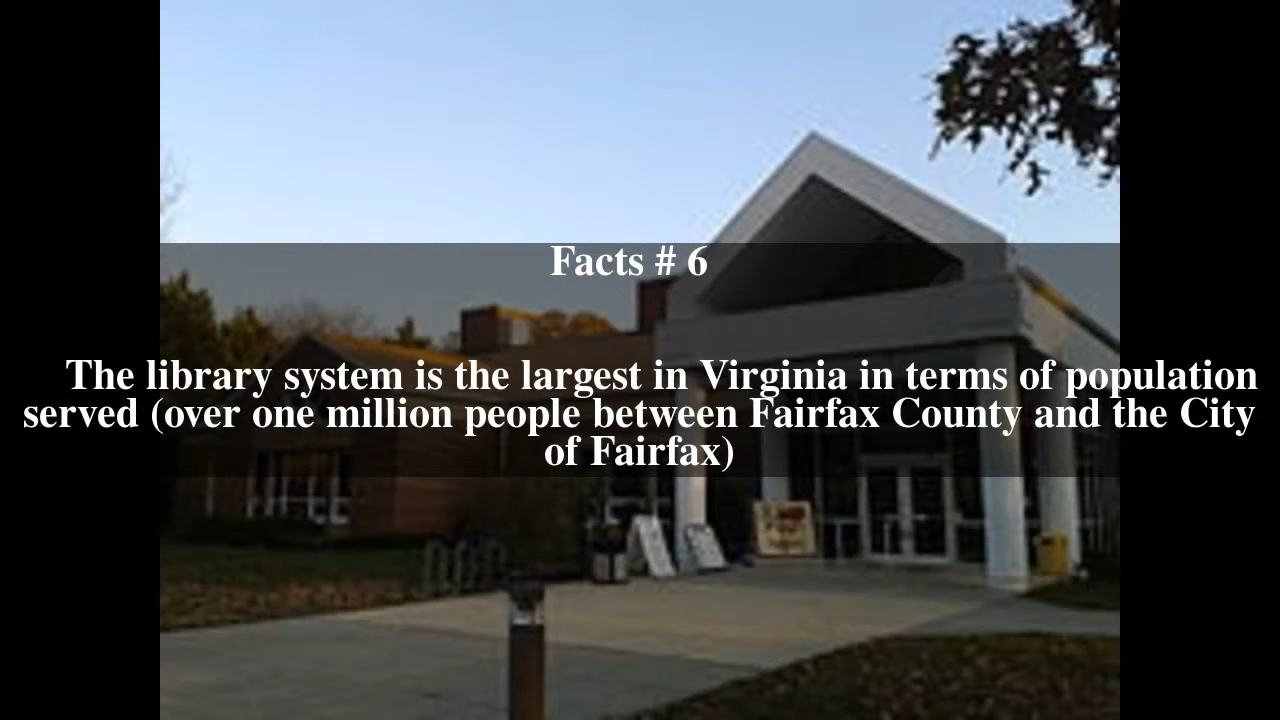 Facts # 6
The library system is the largest in Virginia in terms of population
served (over one million people between Fairfax County and the City
of Fairfax)